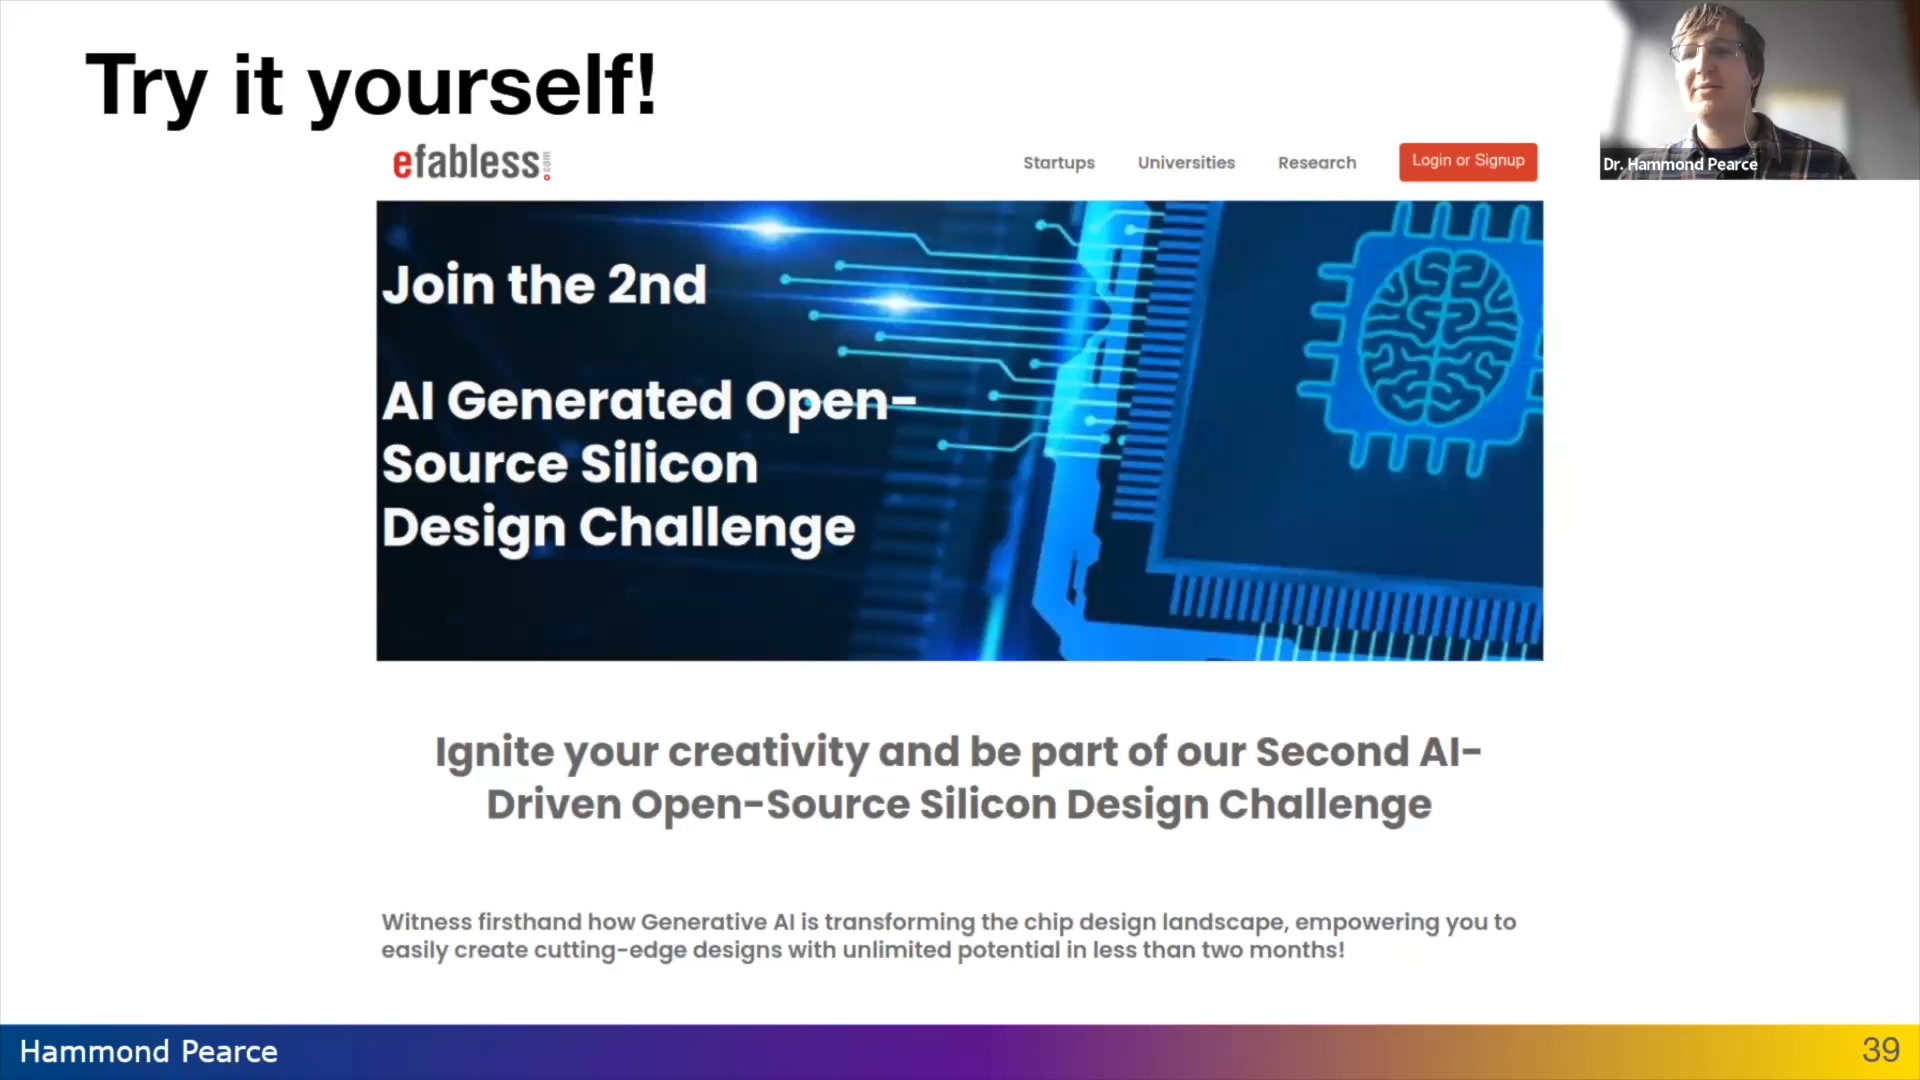 Try it yourself!
Dr. Hammond Pearce
efabless.com
Startups
Universities
Research
Login or Signup
Join the 2nd
AI Generated Open-
Source Silicon
Design Challenge
Ignite your creativity and be part of our Second AI-
Driven Open-Source Silicon Design Challenge
Witness firsthand how Generative AI is transforming the chip design landscape, empowering you to
easily create cutting-edge designs with unlimited potential in less than two months!
Hammond Pearce
39